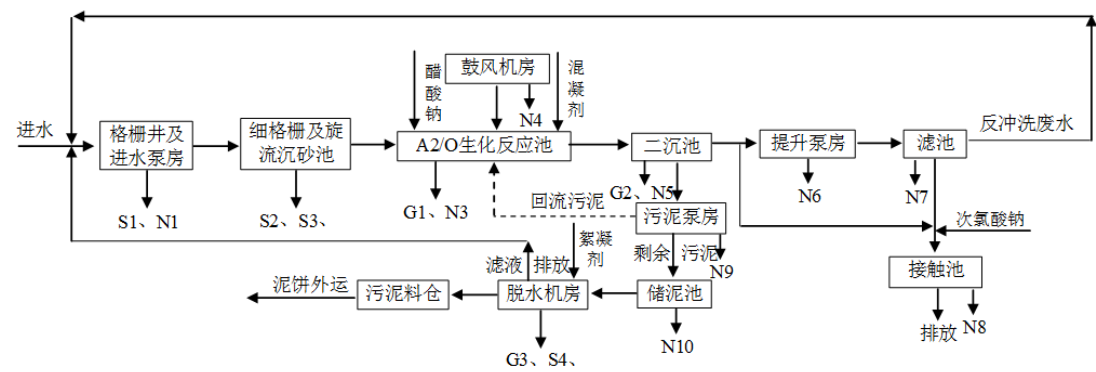 进水
格栅井及
进水泵房
S1、N1
细格栅及旋
流沉砂池
S2、S3、
醋酸钠
鼓风机房
N4
混凝剂
A2/O生化反应池
G1、N3
二沉池
G2、N5
提升泵房
N6
滤池
N7
反冲洗废水
回流污泥
污泥泵房
N9
剩余 污泥
次氯酸钠
接触池
排放
N8
滤液 排放
絮凝剂
泥饼外运
污泥料仓
脱水机房
G3、S4、
储泥池
N10